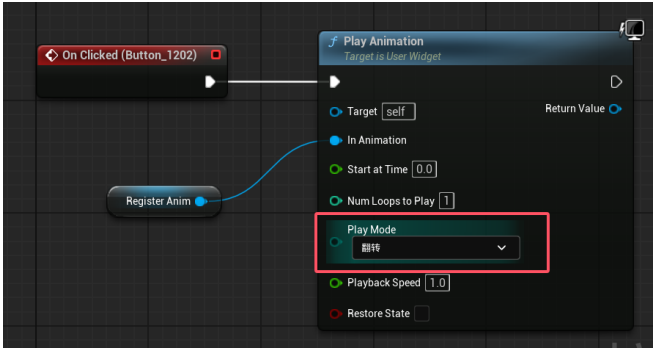 On Clicked (Button_1202)
f Play Animation
Target is User Widget
Target self
Return Value
In Animation
Start at Time 0.0
Register Anim
Num Loops to Play 1
Play Mode
翻转
Playback Speed 1.0
Restore State